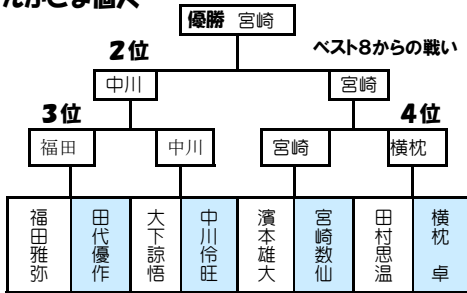 んかごま個人
優勝 宮崎
2位 ベスト8からの戦い
中川 宮崎
3位 4位
福田 中川 宮崎 横枕
福田雅弥
田代優作
大下諒悟
中川伶旺
濱本雄大
宮崎数仙
田村思温
横枕 卓